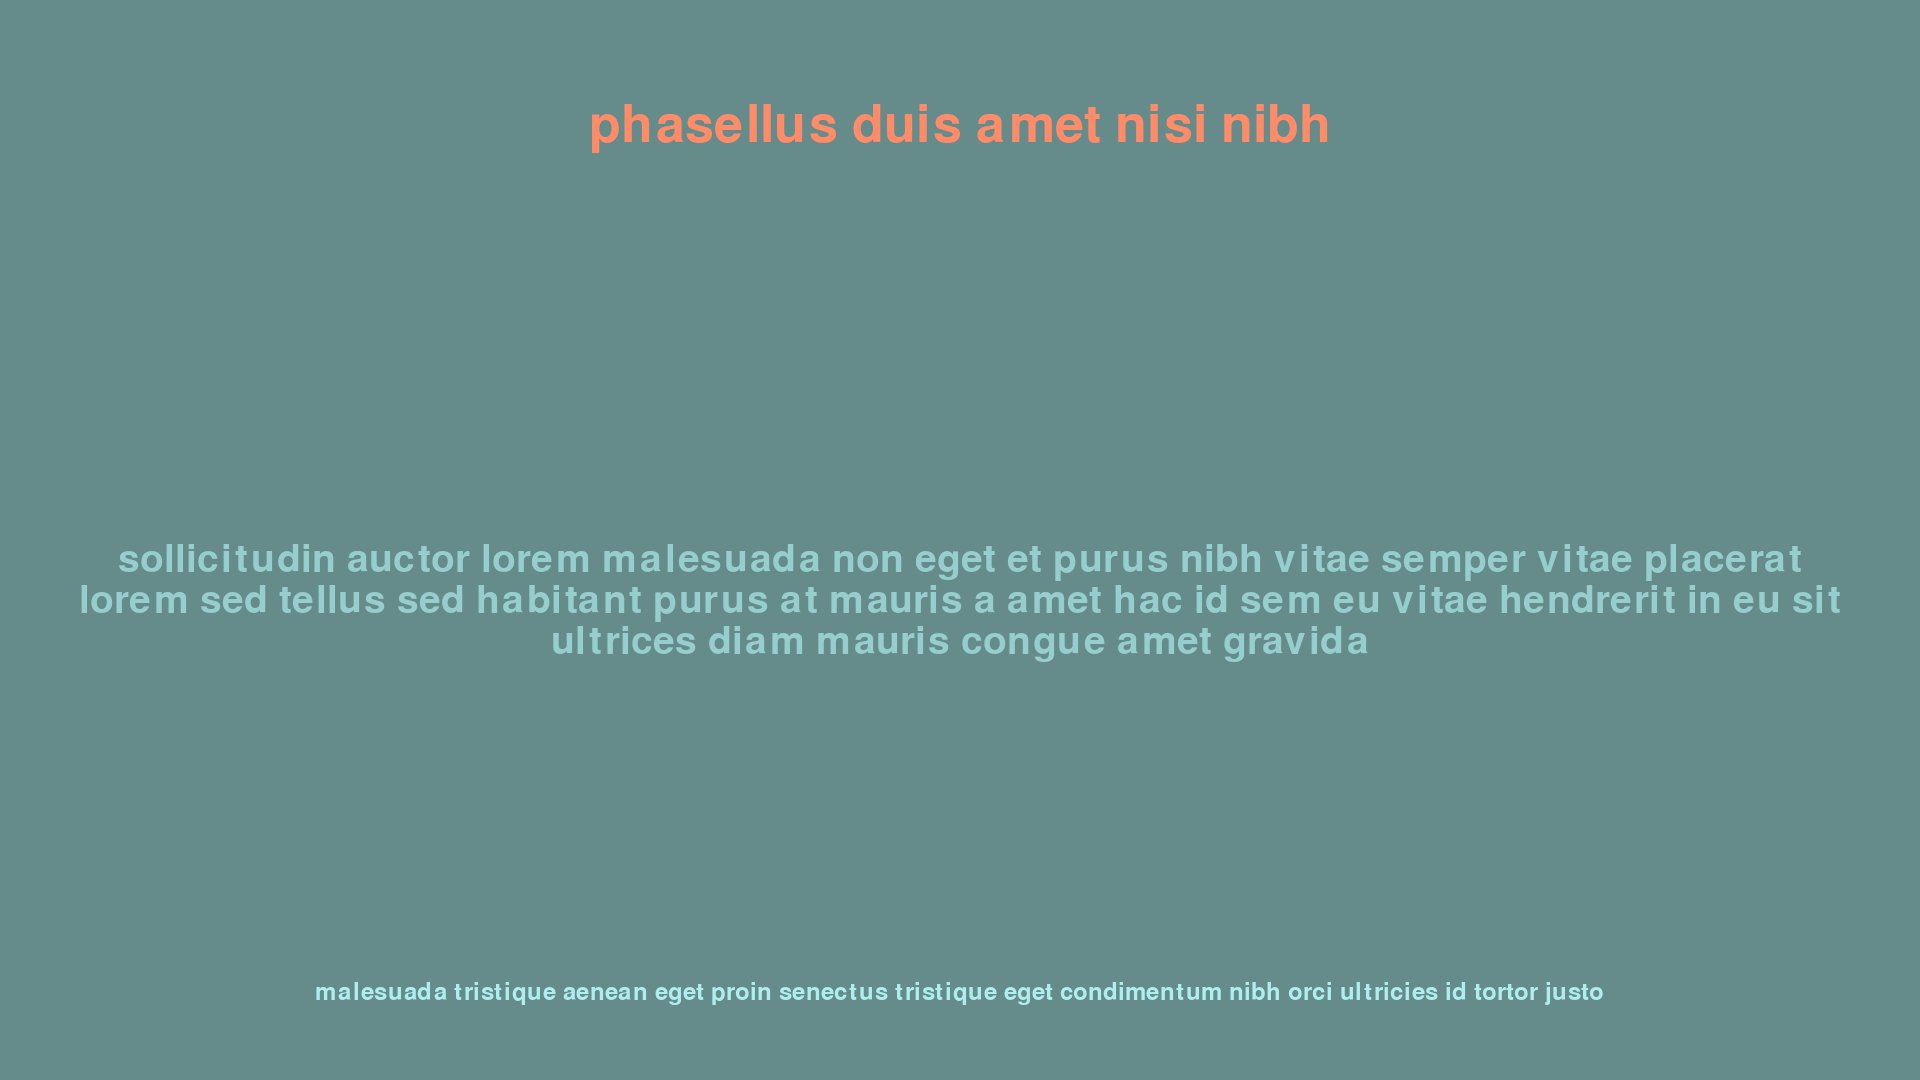 phasellus duis amet nisi nibh
sollicitudin auctor lorem malesuada non eget et purus nibh vitae semper vitae placerat
lorem sed tellus sed habitant purus at mauris a amet hac id sem eu vitae hendrerit in eu sit
ultrices diam mauris congue amet gravida
malesuada tristique aenean eget proin senectus tristique eget condimentum nibh orci ultricies id tortor justo